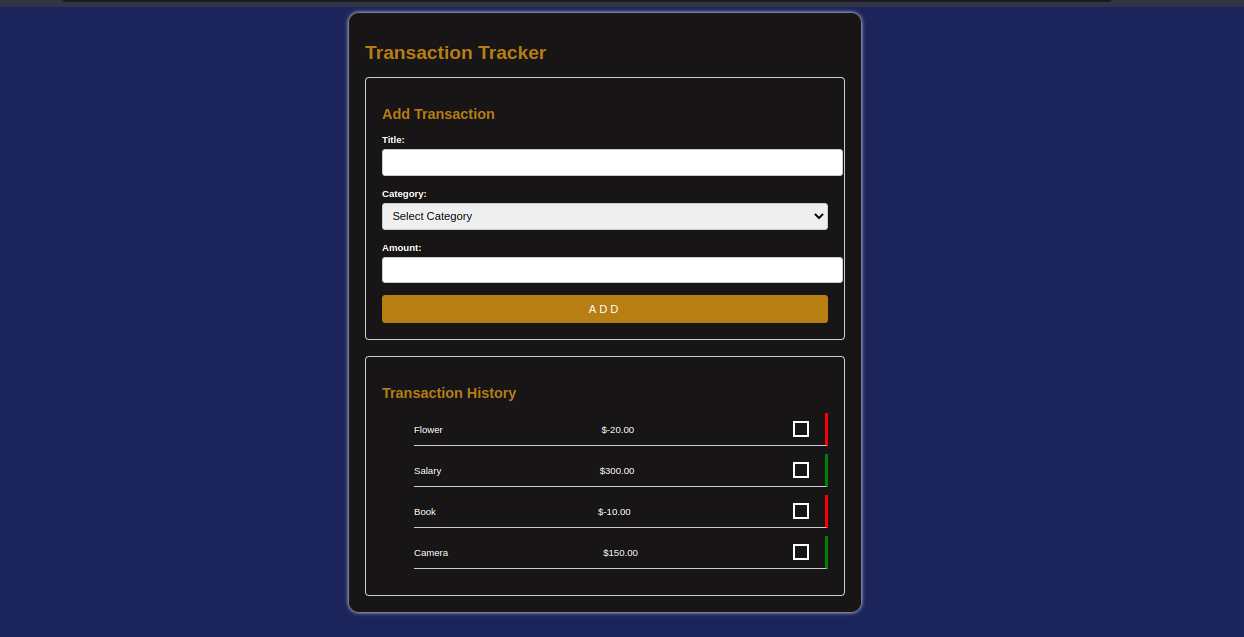 Transaction Tracker
Add Transaction
Title:
Category:
Select Category
Amount:
ADD
Transaction History
Flower $-20.00
Salary $300.00
Book $-10.00
Camera $150.00